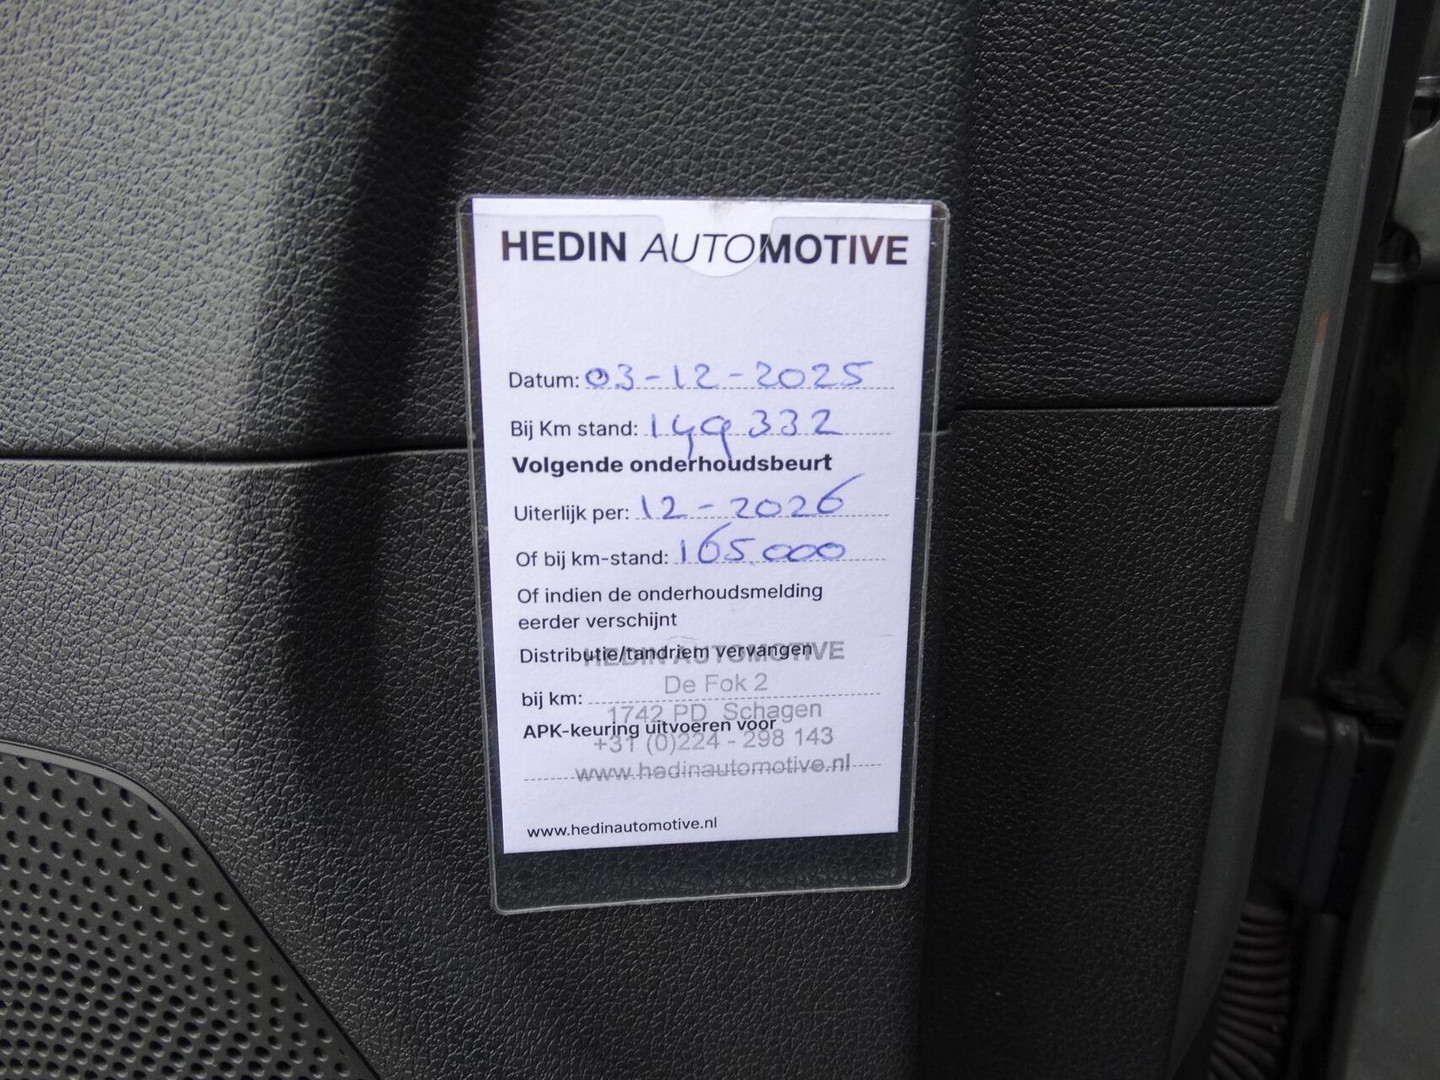 HEDIN AUTOMOTIVE
Datum: 03-12-2025
Bij Km stand: 149332
Volgende onderhoudsbeurt
Uiterlijk per: 12-2026
Of bij km-stand: 165.000
Of indien de onderhoudsmelding
eerder verschijnt
Distributie/tandriem vervangen
HEDIN AUTOMOTIVE
De Fok 2
bij km:
1742 PD Schagen
APK-keuring uitvoeren voor
+31 (0)224 - 298 143
www.hedinautomotive.nl
www.hedinautomotive.nl